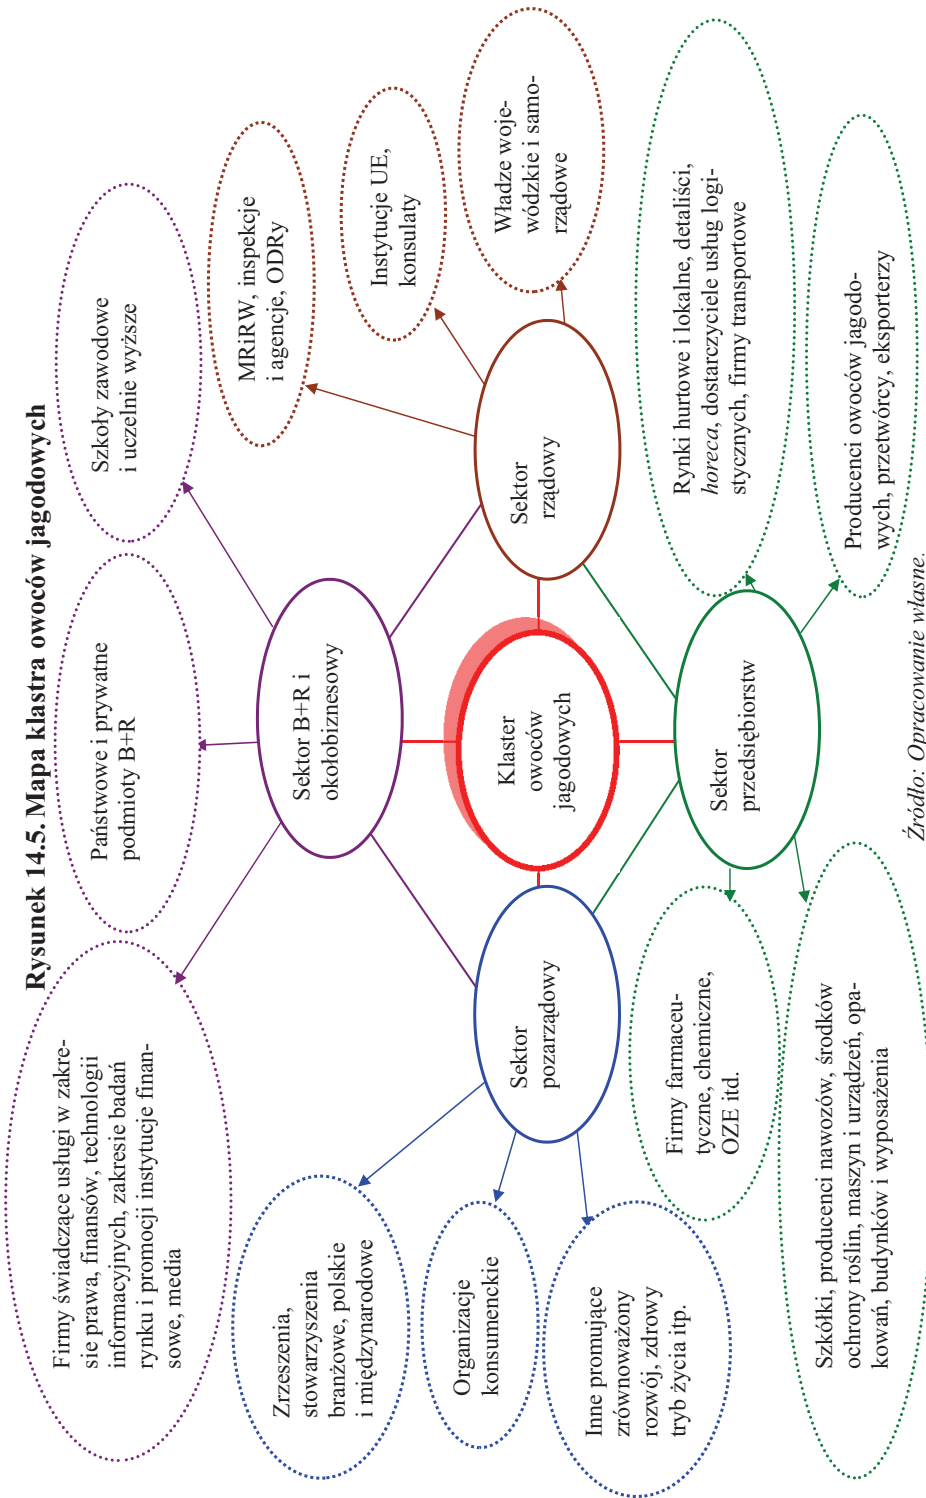 Rysunek 14.5. Mapa klastra owoców jagodowych
Firmy świadczące usługi w zakre-
sie prawa, finansów, technologii
informacyjnych, zakresie badań
rynku i promocji instytucje finan-
sowe, media
Państwowe i prywatne
podmioty B+R
Szkoły zawodowe
i uczelnie wyższe
Zrzeszenia,
stowarzyszenia
branżowe, polskie
i międzynarodowe
Sektor B+R i
okołobiznesowy
MRiRW, inspekcje
i agencje, ODRy
Instytucje UE,
konsulaty
Organizacje
konsumenckie
Sektor
pozarządowy
Klaster
owoców
jagodowych
Sektor
rządowy
Władze woje-
wódzkie i samo-
rządowe
Inne promujące
zrównoważony
rozwój, zdrowy
tryb życia itp.
Firmy farmaceu-
tyczne, chemiczne,
OZE itd.
Sektor
przedsiębiorstw
Rynki hurtowe i lokalne, detaliści,
horeca, dostarczyciele usług logi-
stycznych, firmy transportowe
Szkółki, producenci nawozów, środków
ochrony roślin, maszyn i urządzeń, opa-
kowań, budynków i wyposażenia
Producenci owoców jagodo-
wych, przetwórcy, eksporterzy
Źródło: Opracowanie własne.